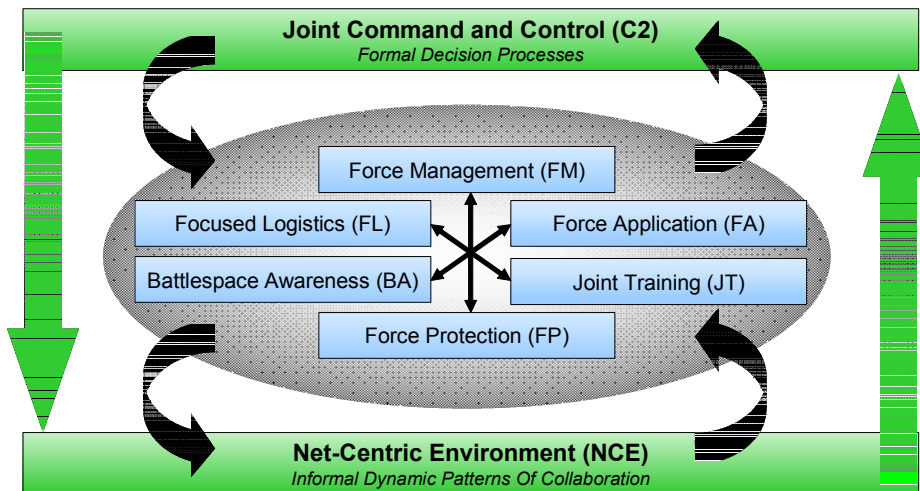 Joint Command and Control (C2)
Formal Decision Processes
Force Management (FM)
Focused Logistics (FL)
Force Application (FA)
Battlespace Awareness (BA)
Joint Training (JT)
Force Protection (FP)
Net-Centric Environment (NCE)
Informal Dynamic Patterns Of Collaboration